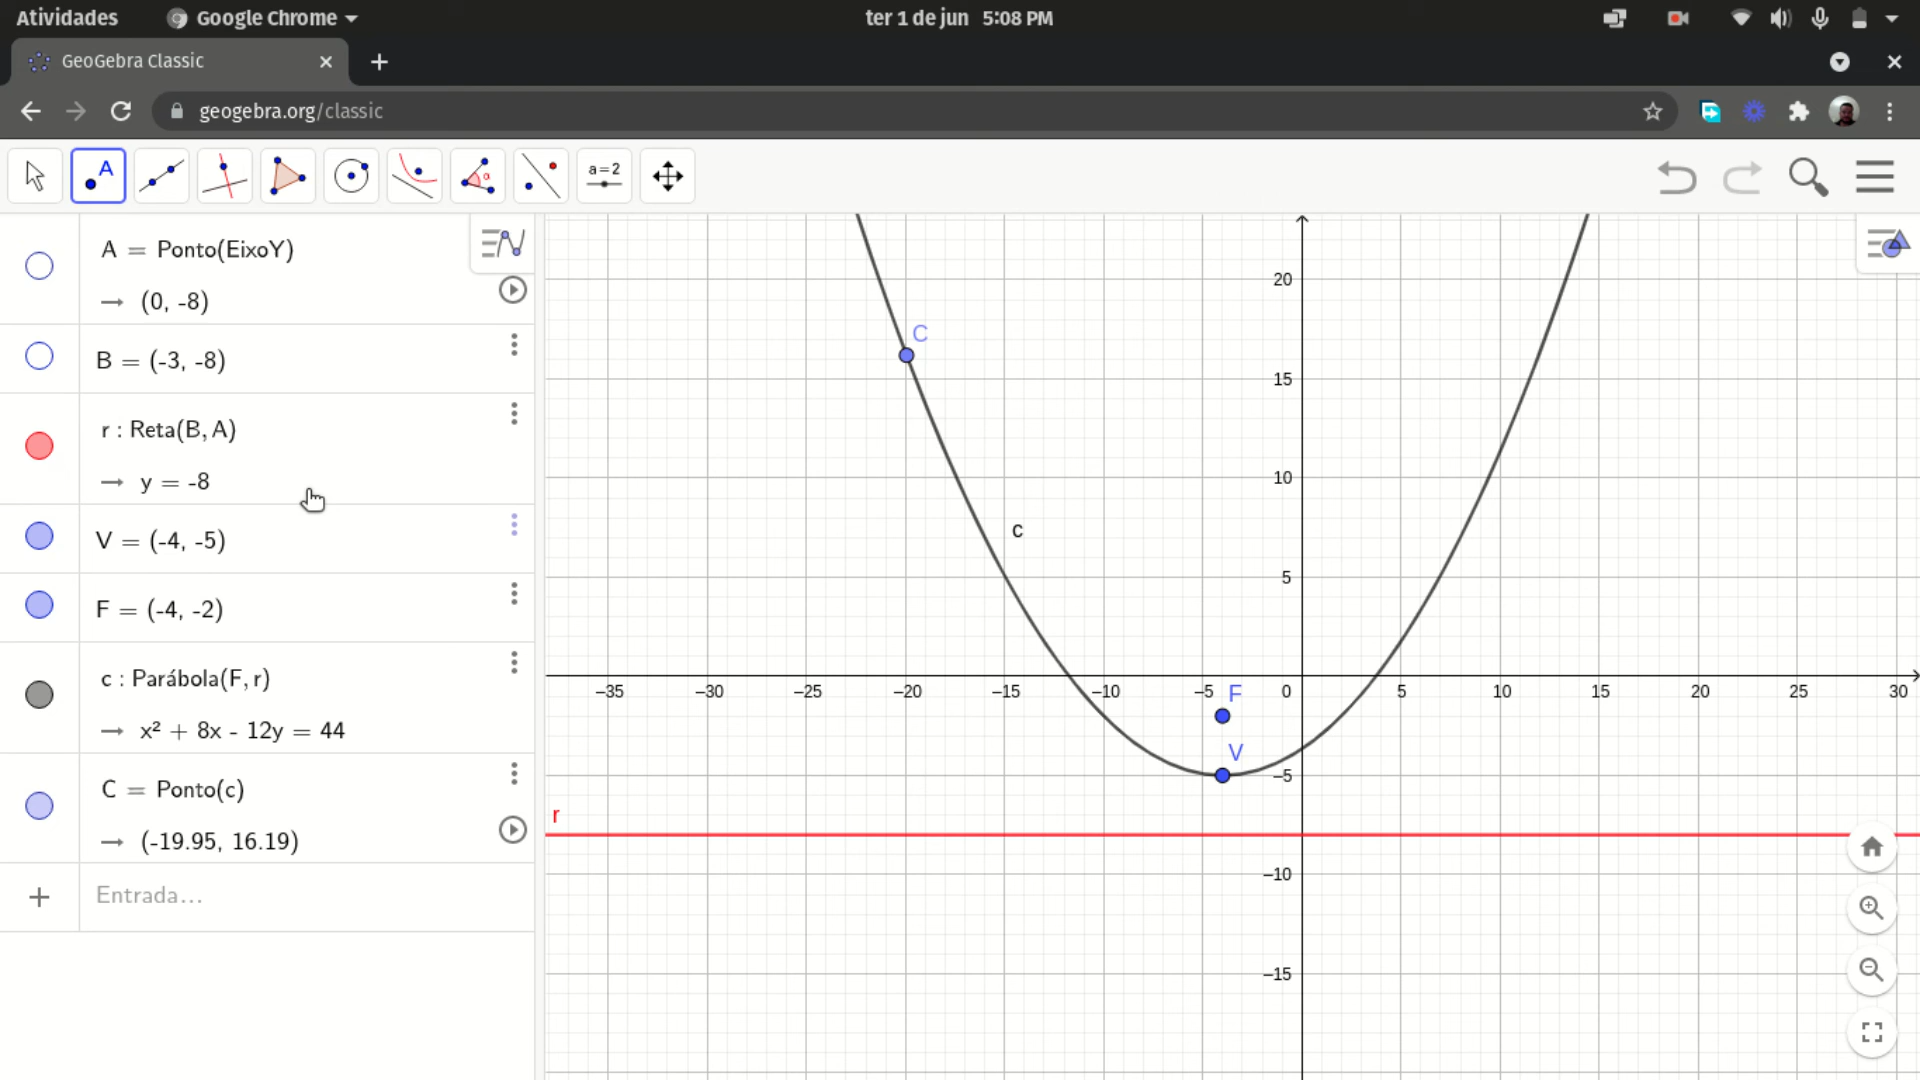 Atividades Google Chrome ter 1 de jun 5:08 PM
GeoGebra Classic
geogebra.org/classic
A
α
a=2
A = Ponto(EixoY)
→ (0, -8)
B = (-3, -8)
r : Reta(B, A)
→ y = -8
V = (-4, -5)
F = (-4, -2)
c : Parábola(F, r)
→ x² + 8x - 12y = 44
C = Ponto(c)
→ (-19.95, 16.19)
Entrada…
20
C
15
10
c
5
−35 −30 −25 −20 −15 −10 −5 0 5 10 15 20 25 30
F
V
−5
r
−10
−15